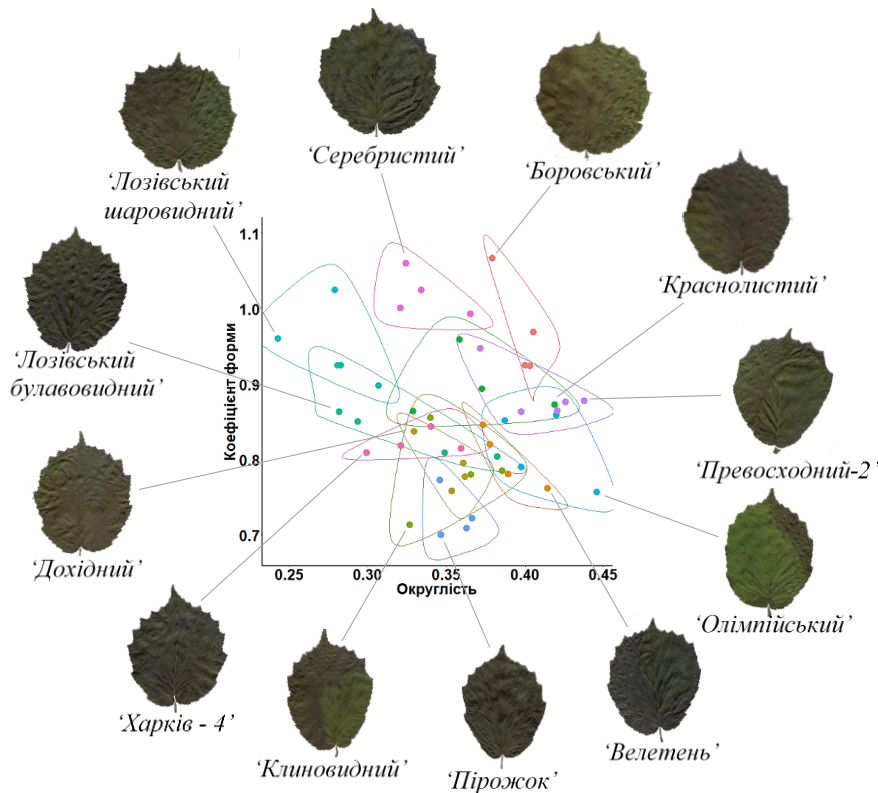 ‘Серебристий’
‘Боровський’
‘Лозівський
шаровидний’
‘Краснолистий’
‘Лозівський
булавовидний’
‘Превосходний-2’
‘Дохідний’
‘Олімпійський’
‘Харків - 4’
‘Клиновидний’
‘Пірожок’
‘Велетень’
Коефіцієнт форми
1.1
1.0
0.9
0.8
0.7
0.25 0.30 0.35 0.40 0.45
Округлість